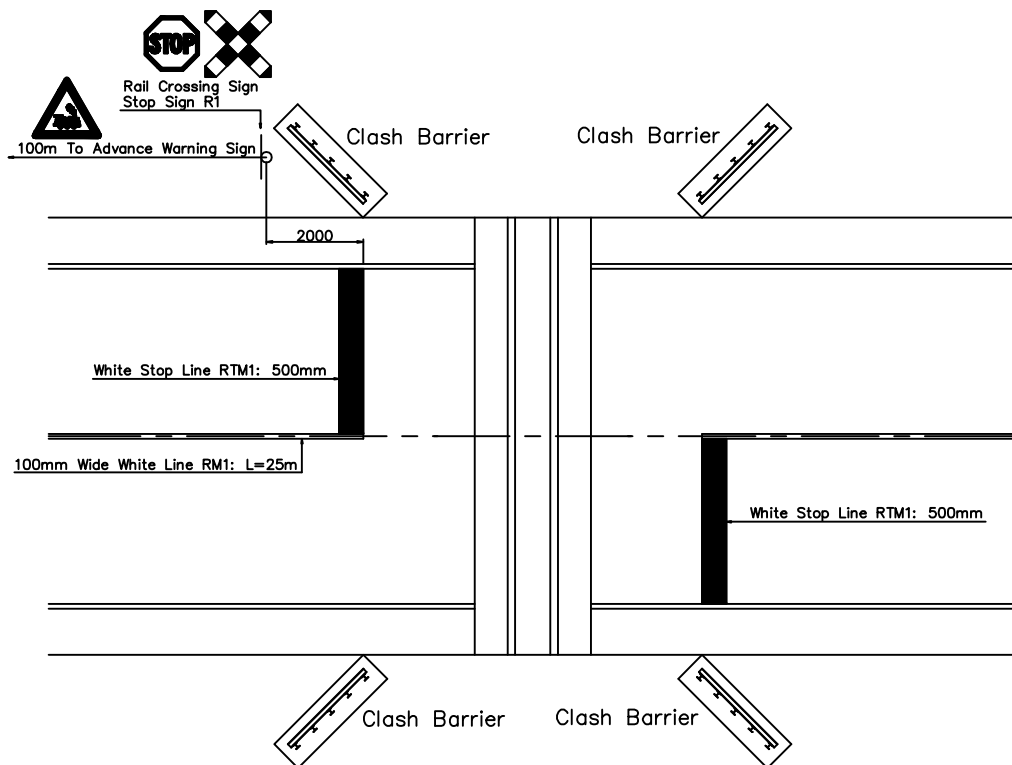 STOP
Rail Crossing Sign
Stop Sign R1
Clash Barrier
Clash Barrier
100m To Advance Warning Sign
2000
White Stop Line RTM1: 500mm
100mm Wide White Line RM1: L=25m
White Stop Line RTM1: 500mm
Clash Barrier
Clash Barrier